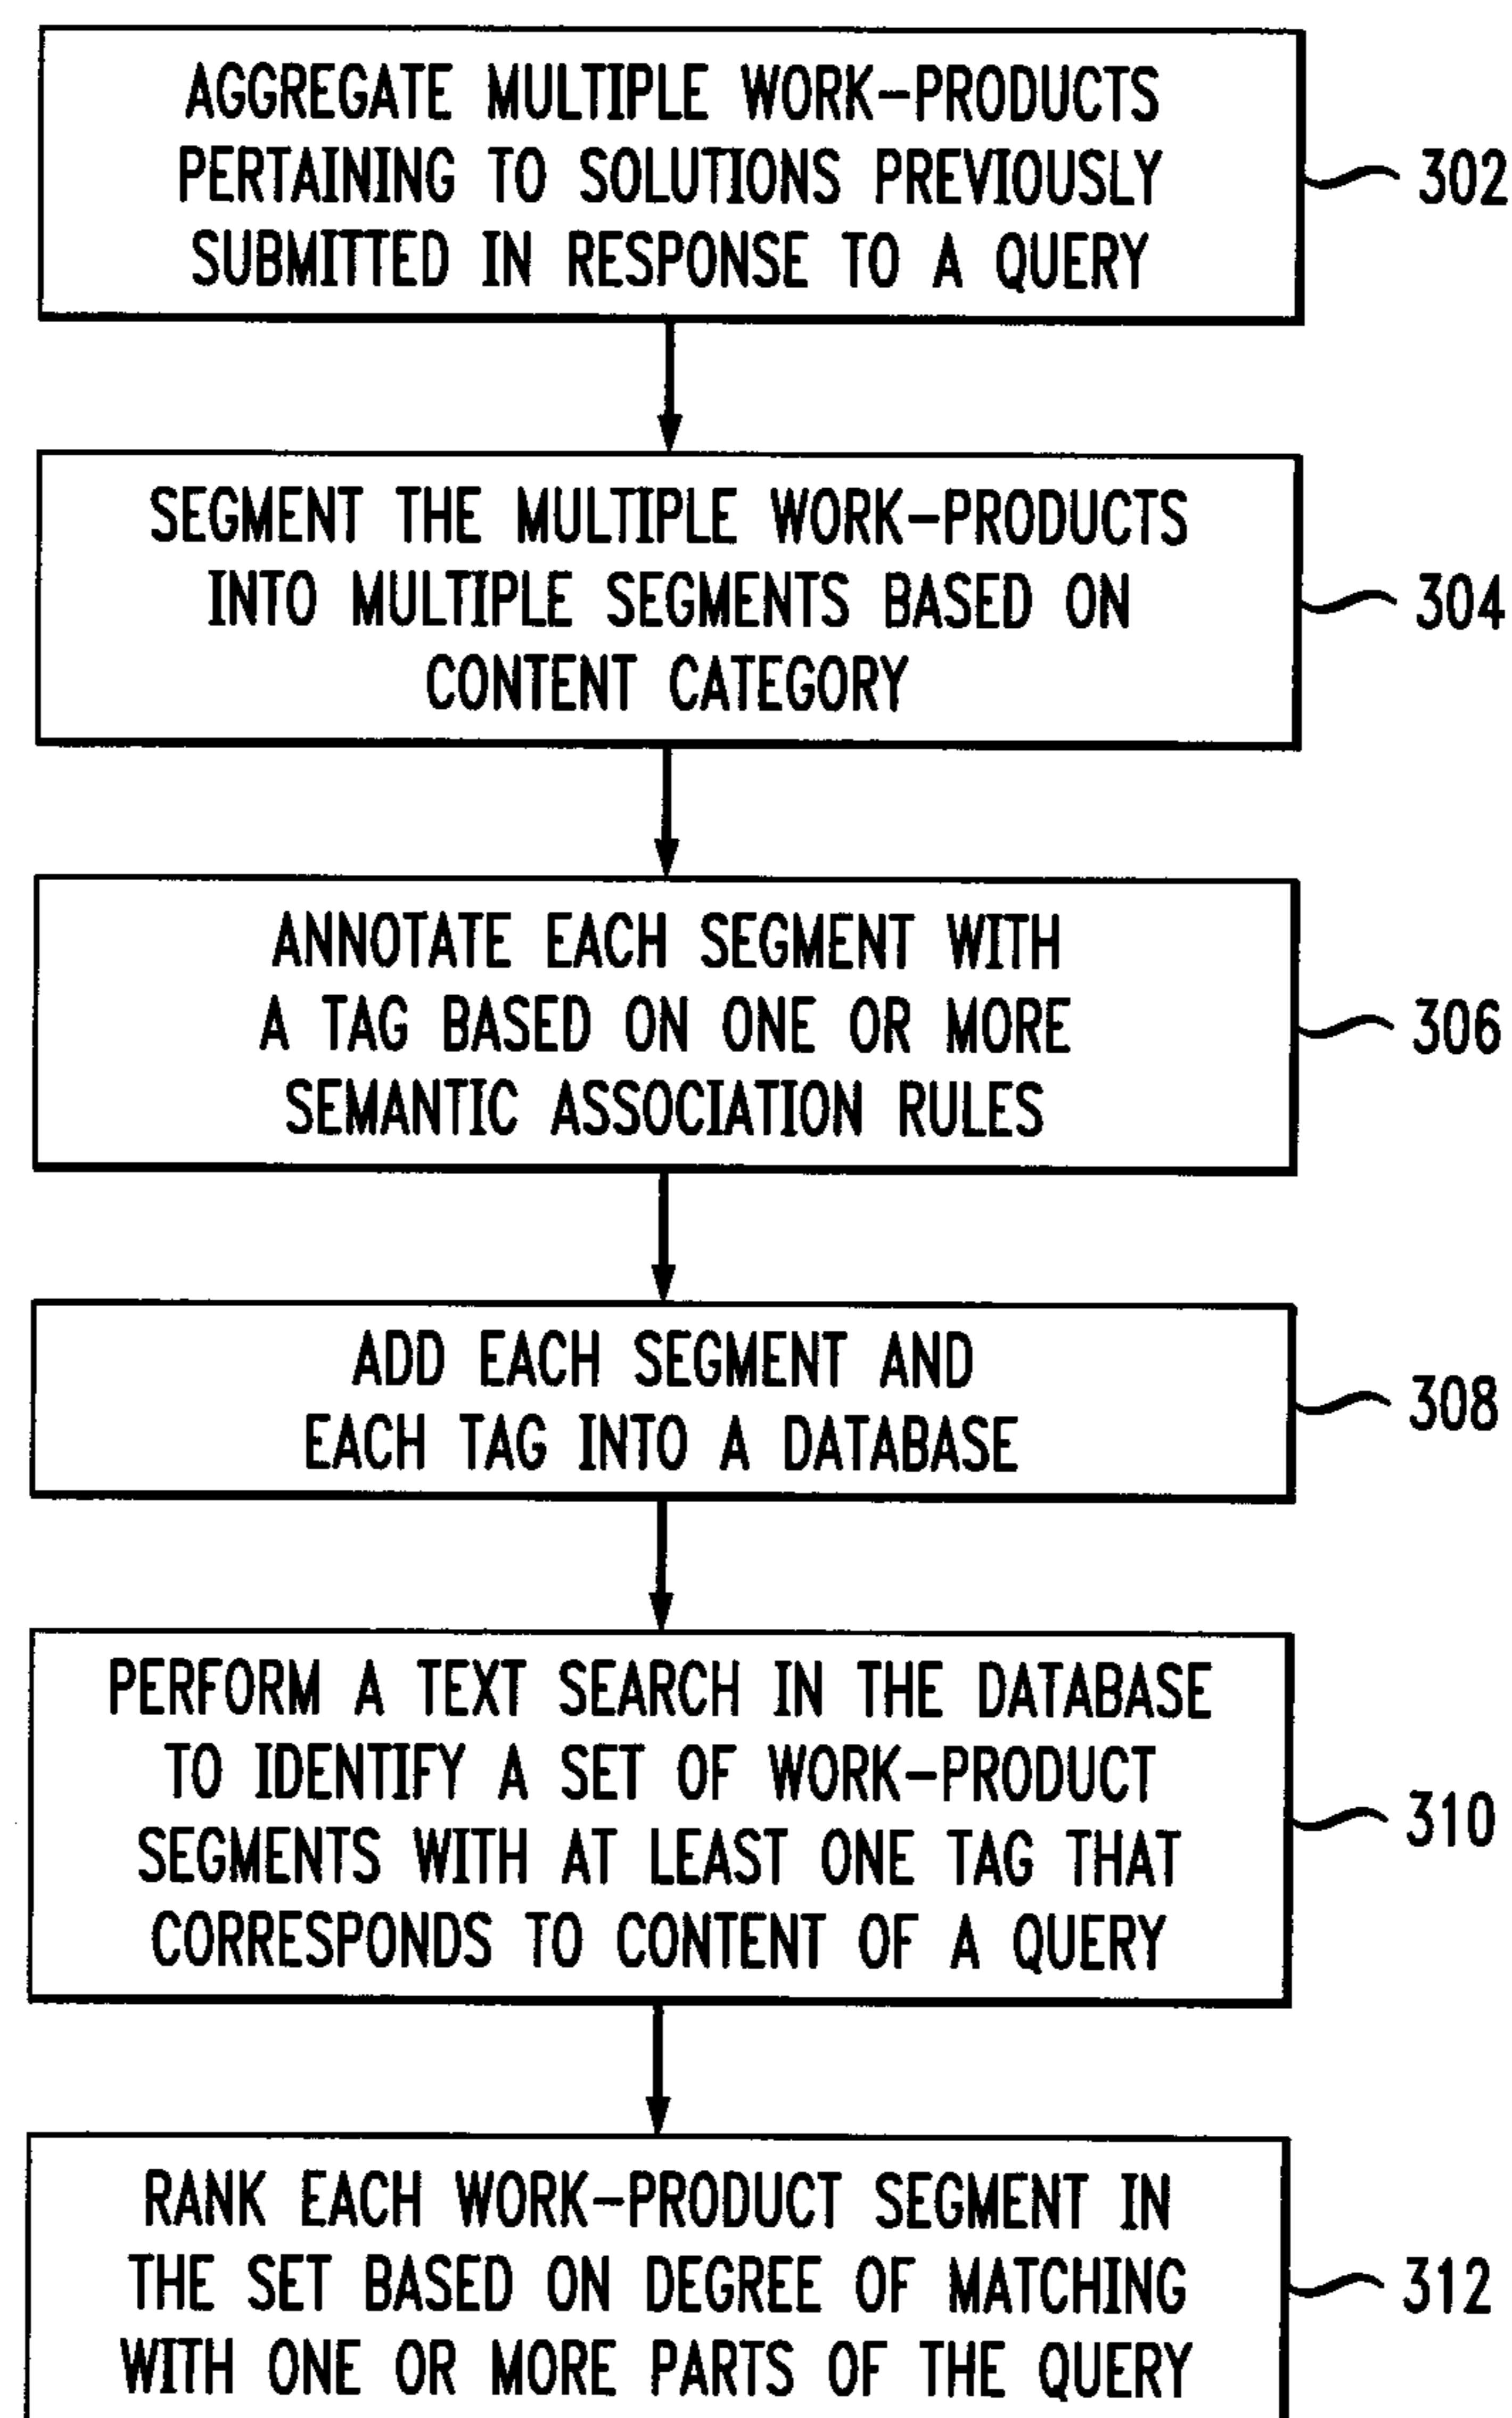 AGGREGATE MULTIPLE WORK-PRODUCTS
PERTAINING TO SOLUTIONS PREVIOUSLY
SUBMITTED IN RESPONSE TO A QUERY
302
SEGMENT THE MULTIPLE WORK-PRODUCTS
INTO MULTIPLE SEGMENTS BASED ON
CONTENT CATEGORY
304
ANNOTATE EACH SEGMENT WITH
A TAG BASED ON ONE OR MORE
SEMANTIC ASSOCIATION RULES
306
ADD EACH SEGMENT AND
EACH TAG INTO A DATABASE
308
PERFORM A TEXT SEARCH IN THE DATABASE
TO IDENTIFY A SET OF WORK-PRODUCT
SEGMENTS WITH AT LEAST ONE TAG THAT
CORRESPONDS TO CONTENT OF A QUERY
310
RANK EACH WORK-PRODUCT SEGMENT IN
THE SET BASED ON DEGREE OF MATCHING
WITH ONE OR MORE PARTS OF THE QUERY
312